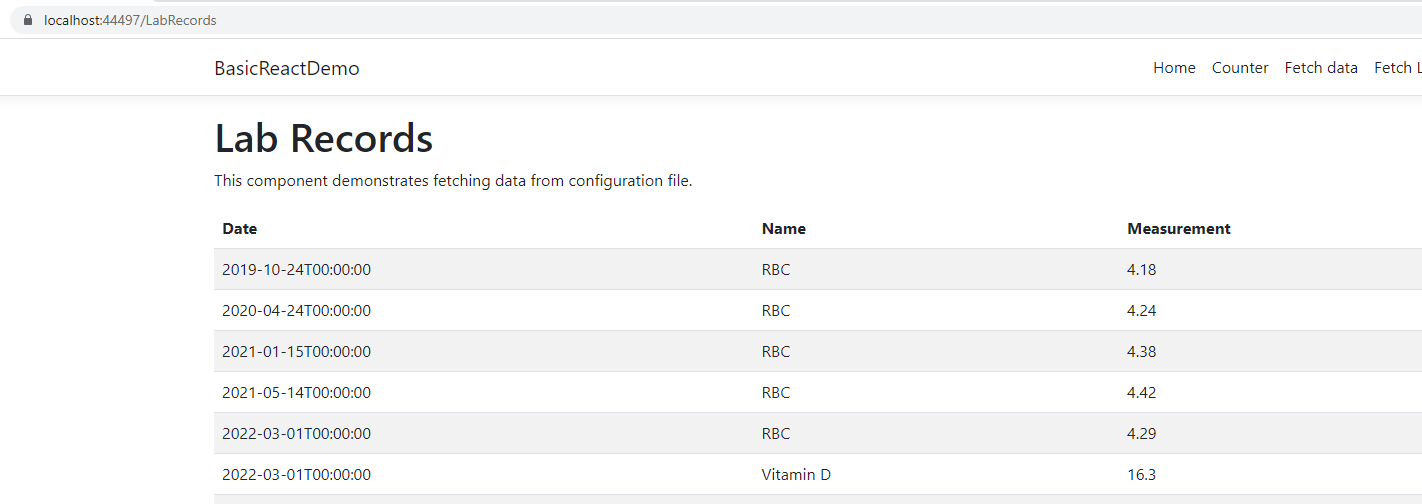 localhost:44497/LabRecords
BasicReactDemo Home Counter Fetch data Fetch L
Lab Records
This component demonstrates fetching data from configuration file.
Date Name Measurement
2019-10-24T00:00:00 RBC 4.18
2020-04-24T00:00:00 RBC 4.24
2021-01-15T00:00:00 RBC 4.38
2021-05-14T00:00:00 RBC 4.42
2022-03-01T00:00:00 RBC 4.29
2022-03-01T00:00:00 Vitamin D 16.3